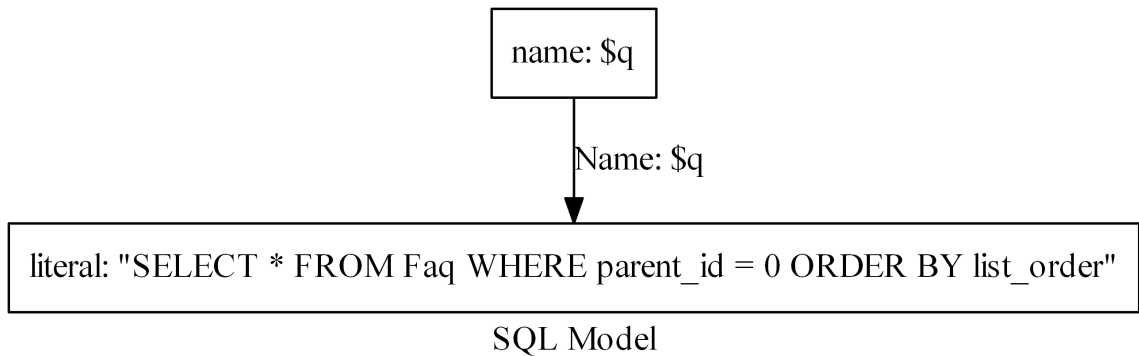 name: $q
Name: $q
literal: "SELECT * FROM Faq WHERE parent_id = 0 ORDER BY list_order"
SQL Model